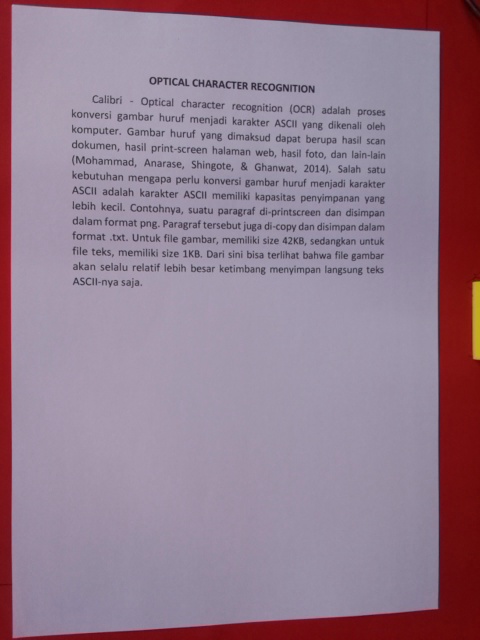 OPTICAL CHARACTER RECOGNITION
Calibri - Optical character recognition (OCR) adalah proses
konversi gambar huruf menjadi karakter ASCII yang dikenali oleh
komputer. Gambar huruf yang dimaksud dapat berupa hasil scan
dokumen, hasil print-screen halaman web, hasil foto, dan lain-lain
(Mohammad, Anarase, Shingote, & Ghanwat, 2014). Salah satu
kebutuhan mengapa perlu konversi gambar huruf menjadi karakter
ASCII adalah karakter ASCII memiliki kapasitas penyimpanan yang
lebih kecil. Contohnya, suatu paragraf di-printscreen dan disimpan
dalam format png. Paragraf tersebut juga di-copy dan disimpan dalam
format .txt. Untuk file gambar, memiliki size 42KB, sedangkan untuk
file teks, memiliki size 1KB. Dari sini bisa terlihat bahwa file gambar
akan selalu relatif lebih besar ketimbang menyimpan langsung teks
ASCII-nya saja.